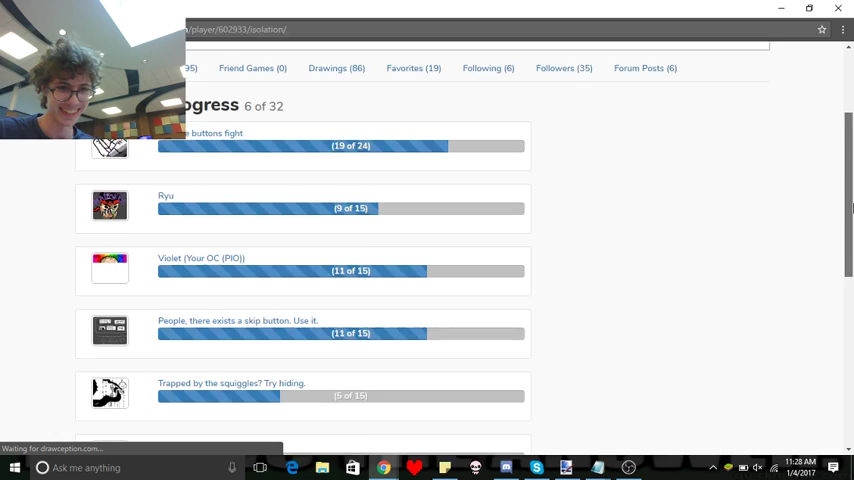 /player/602933/isolation/
95) Friend Games (0) Drawings (86) Favorites (19) Following (6) Followers (35) Forum Posts (6)
ogress 6 of 32
buttons fight
(19 of 24)
Ryu
(9 of 15)
Violet (Your OC (PIO))
(11 of 15)
People, there exists a skip button. Use it.
(11 of 15)
Trapped by the squiggles? Try hiding.
(5 of 15)
Waiting for drawception.com...
Ask me anything
11:28 AM
1/4/2017